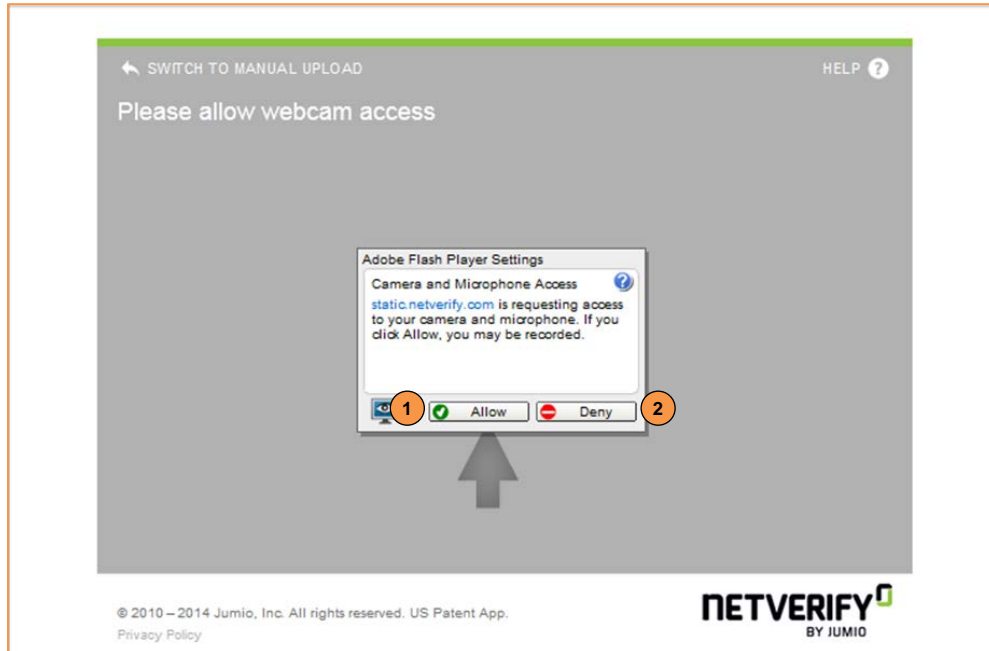 SWITCH TO MANUAL UPLOAD
HELP ?
Please allow webcam access
Adobe Flash Player Settings
Camera and Microphone Access ?
static.netverify.com is requesting access
to your camera and microphone. If you
click Allow, you may be recorded.
1 Allow Deny 2
© 2010 – 2014 Jumio, Inc. All rights reserved. US Patent App.
Privacy Policy
NETVERIFY
BY JUMIO